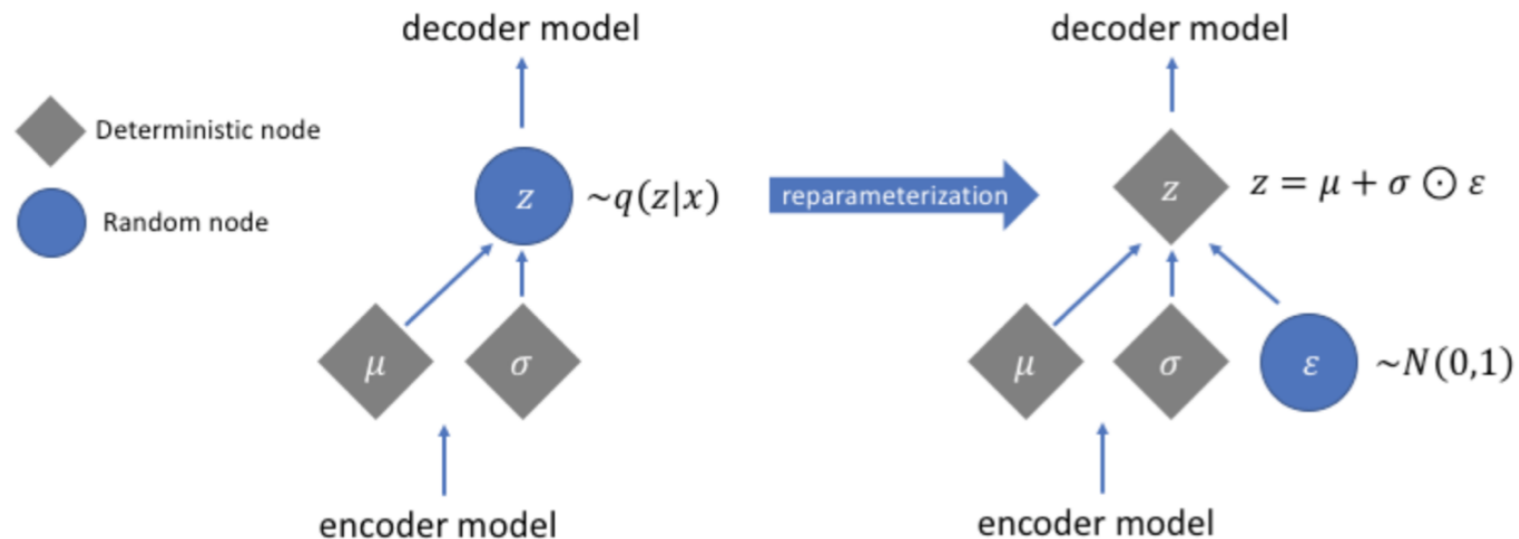 decoder model
decoder model
Deterministic node
Random node
z
~q(z|x)
reparameterization
z
z = μ + σ ⊙ ε
μ
σ
μ
σ
ε
~N(0,1)
encoder model
encoder model